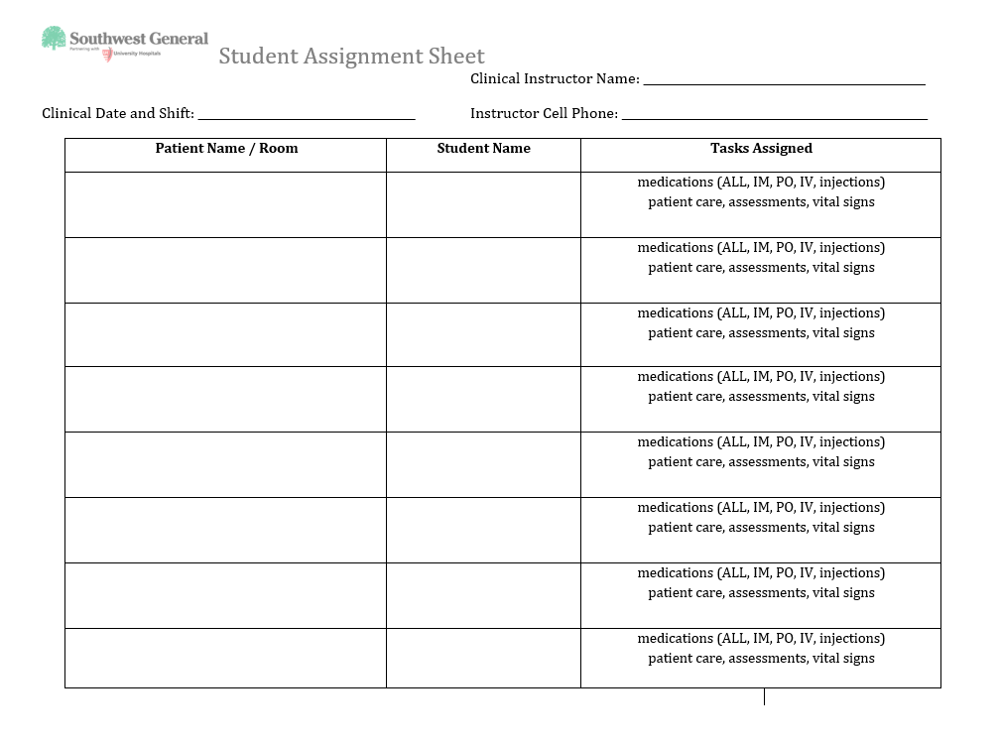 Southwest General
Partnering with University Hospitals
Student Assignment Sheet
Clinical Instructor Name: ____________________
Clinical Date and Shift: ____________________ Instructor Cell Phone: ____________________
Patient Name / Room Student Name Tasks Assigned
medications (ALL, IM, PO, IV, injections)
patient care, assessments, vital signs
medications (ALL, IM, PO, IV, injections)
patient care, assessments, vital signs
medications (ALL, IM, PO, IV, injections)
patient care, assessments, vital signs
medications (ALL, IM, PO, IV, injections)
patient care, assessments, vital signs
medications (ALL, IM, PO, IV, injections)
patient care, assessments, vital signs
medications (ALL, IM, PO, IV, injections)
patient care, assessments, vital signs
medications (ALL, IM, PO, IV, injections)
patient care, assessments, vital signs
medications (ALL, IM, PO, IV, injections)
patient care, assessments, vital signs